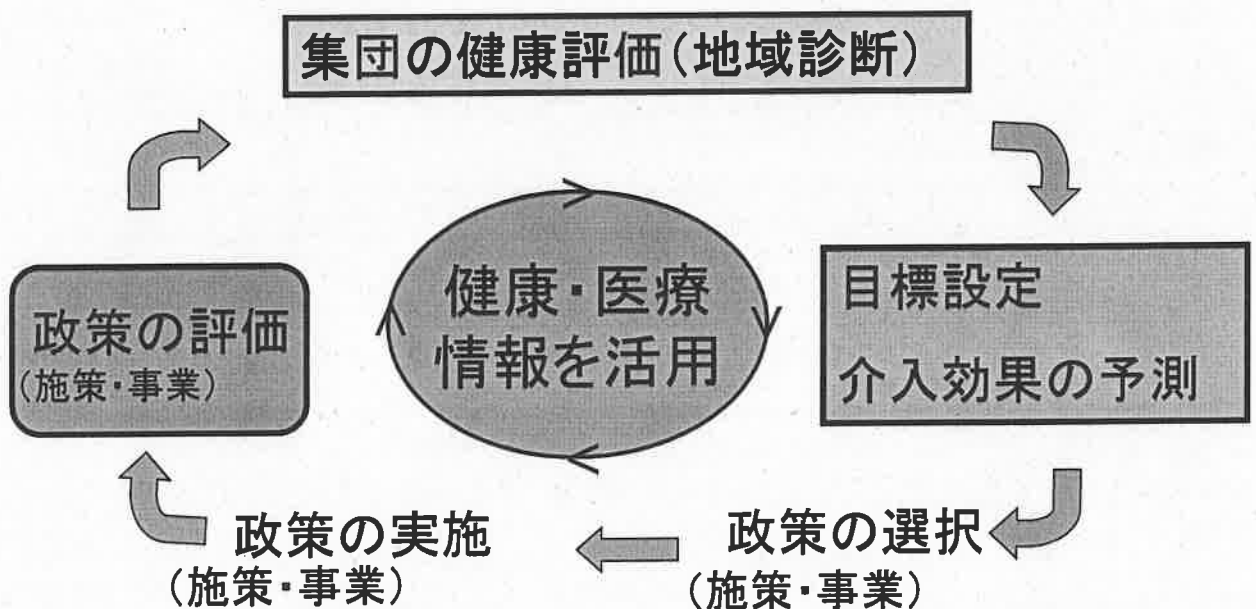 集団の健康評価(地域診断)
健康・医療
情報を活用
目標設定
介入効果の予測
政策の評価
(施策・事業)
政策の選択
(施策・事業)
政策の実施
(施策・事業)